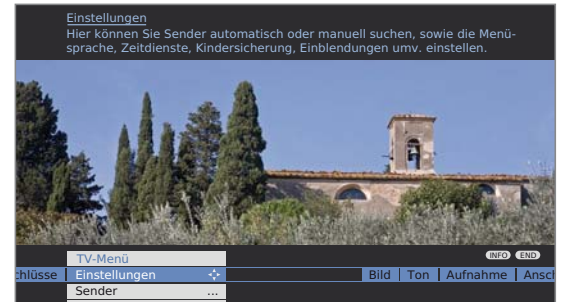 Einstellungen
Hier können Sie Sender automatisch oder manuell suchen, sowie die Menü-
sprache, Zeitdienste, Kindersicherung, Einblendungen umv. einstellen.
TV-Menü
INFO END
chlüsse Einstellungen Bild Ton Aufnahme Ansch
Sender ...